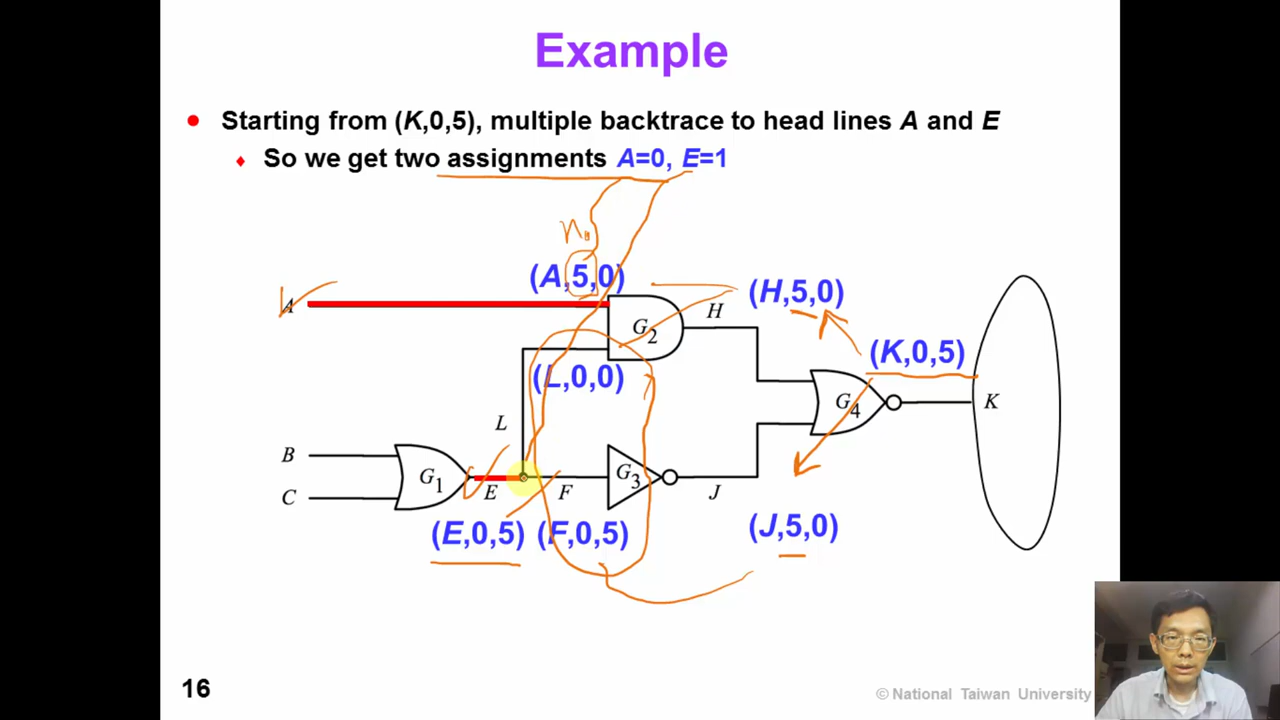 Example
Starting from (K,0,5), multiple backtrace to head lines A and E
So we get two assignments A=0, E=1
n₀
(A,5,0)
(H,5,0)
A
G2
H
(K,0,5)
(L,0,0)
G4
K
L
B
G1
G3
C
E
F
J
(E,0,5) (F,0,5)
(J,5,0)
16
© National Taiwan University